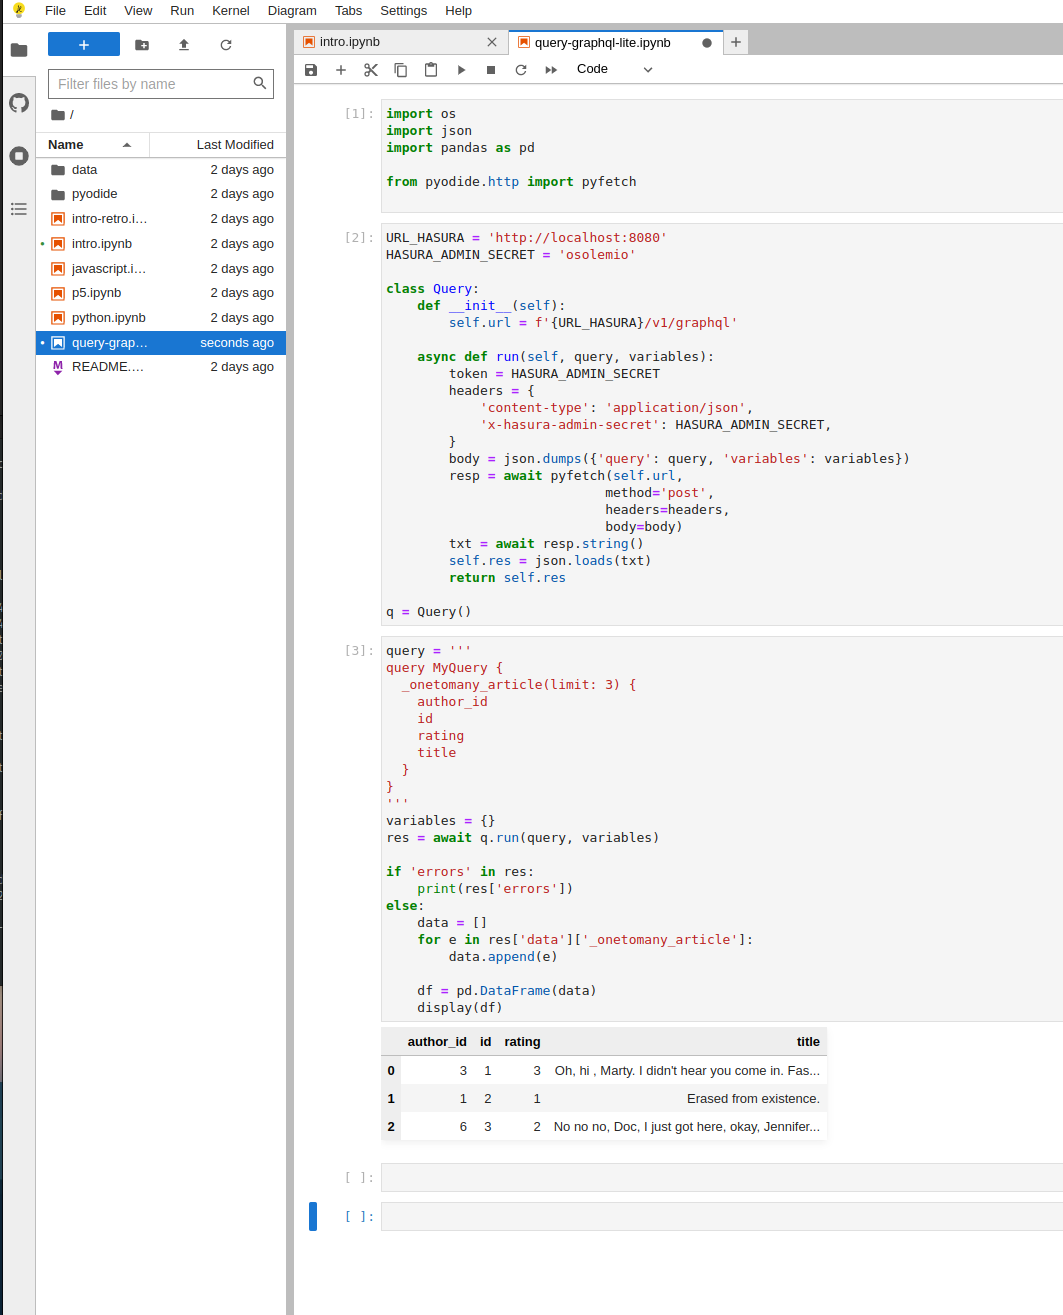 File Edit View Run Kernel Diagram Tabs Settings Help
intro.ipynb
query-graphql-lite.ipynb
Filter files by name
Code
/
Name Last Modified
data 2 days ago
pyodide 2 days ago
intro-retro.i... 2 days ago
intro.ipynb 2 days ago
javascript.i... 2 days ago
p5.ipynb 2 days ago
python.ipynb 2 days ago
query-grap... seconds ago
README.... 2 days ago
[1]:
import os
import json
import pandas as pd
from pyodide.http import pyfetch
[2]:
URL_HASURA = 'http://localhost:8080'
HASURA_ADMIN_SECRET = 'osolemio'
class Query:
    def __init__(self):
        self.url = f'{URL_HASURA}/v1/graphql'
    async def run(self, query, variables):
        token = HASURA_ADMIN_SECRET
        headers = {
            'content-type': 'application/json',
            'x-hasura-admin-secret': HASURA_ADMIN_SECRET,
        }
        body = json.dumps({'query': query, 'variables': variables})
        resp = await pyfetch(self.url,
                            method='post',
                            headers=headers,
                            body=body)
        txt = await resp.string()
        self.res = json.loads(txt)
        return self.res
q = Query()
[3]:
query = '''
query MyQuery {
  _onetomany_article(limit: 3) {
    author_id
    id
    rating
    title
  }
}
'''
variables = {}
res = await q.run(query, variables)
if 'errors' in res:
    print(res['errors'])
else:
    data = []
    for e in res['data']['_onetomany_article']:
        data.append(e)
    df = pd.DataFrame(data)
    display(df)
author_id id rating title
0 3 1 3 Oh, hi , Marty. I didn't hear you come in. Fas...
1 1 2 1 Erased from existence.
2 6 3 2 No no no, Doc, I just got here, okay, Jennifer...
[ ]:
[ ]: